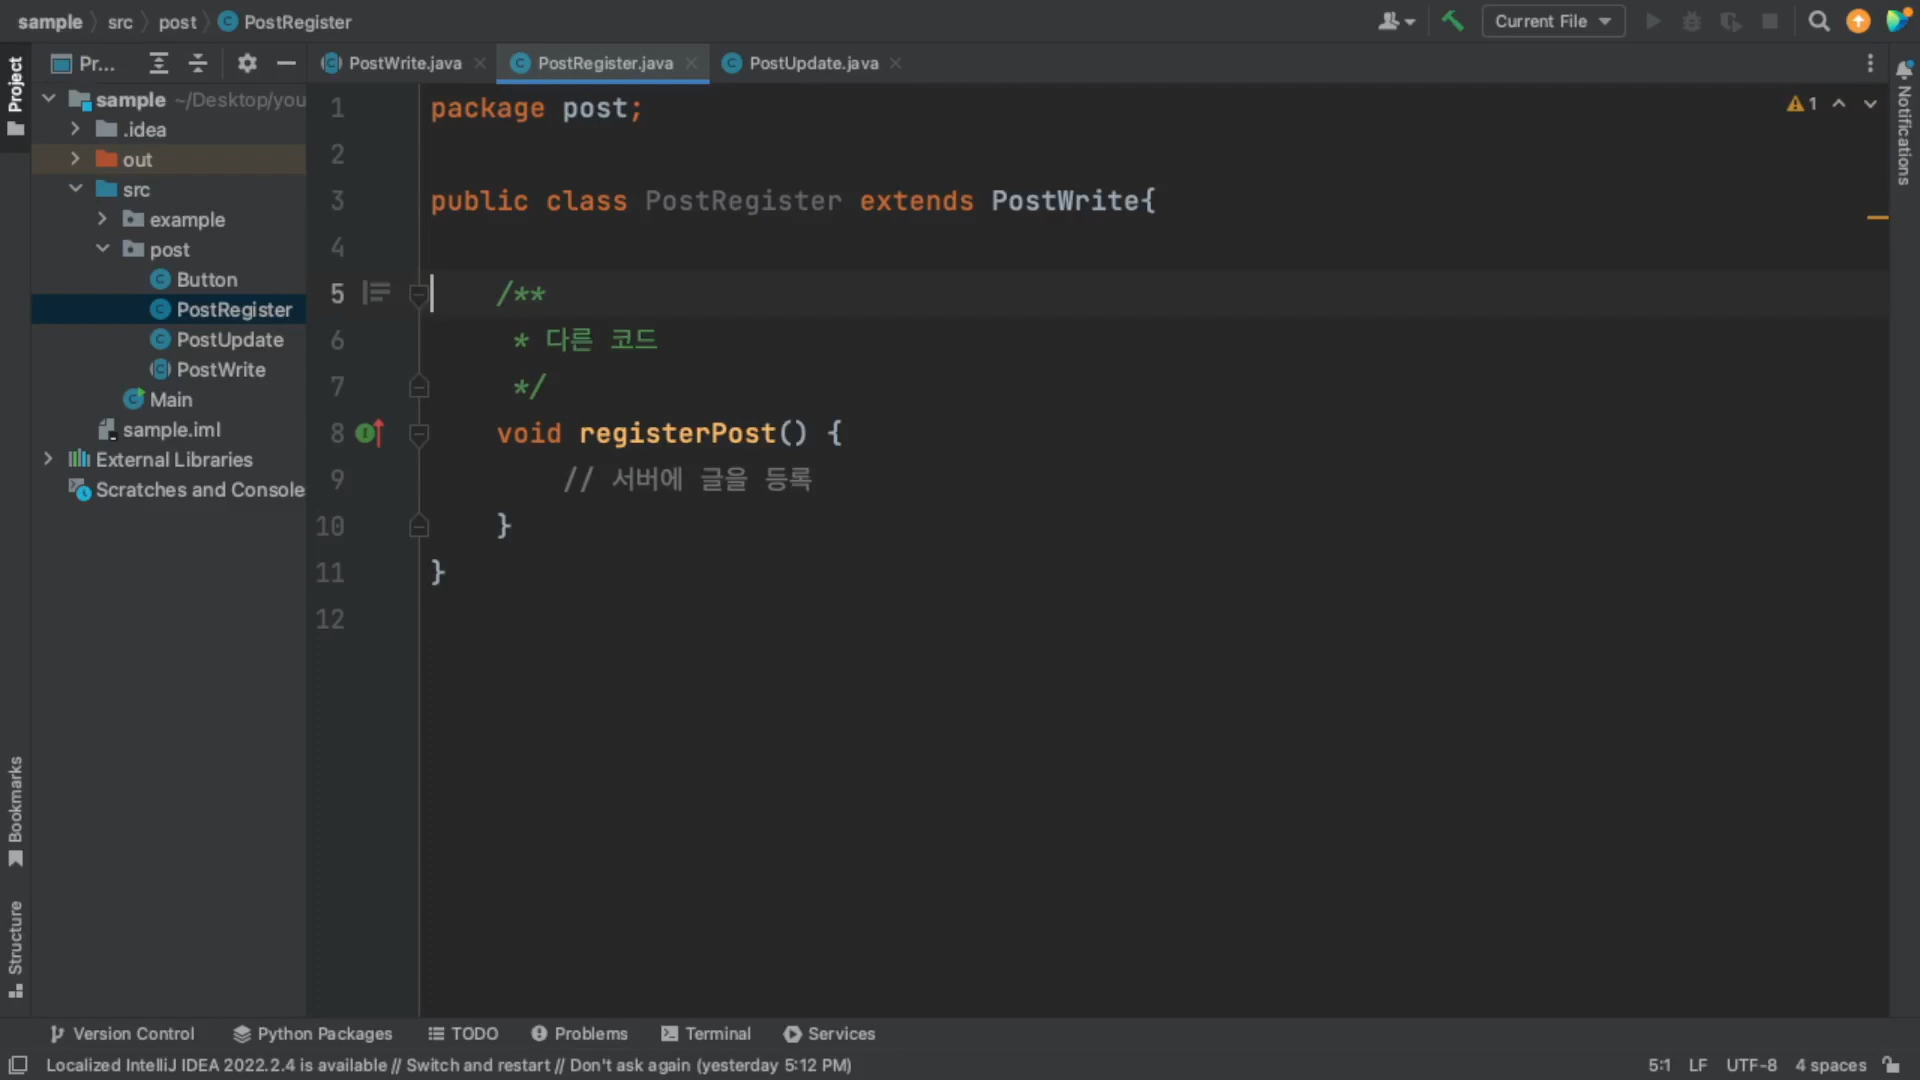 sample src post PostRegister
Current File
Project
Pr...
PostWrite.java PostRegister.java PostUpdate.java
sample ~/Desktop/you
.idea
out
src
example
post
Button
PostRegister
PostUpdate
PostWrite
Main
sample.iml
External Libraries
Scratches and Console
1 package post;
2
3 public class PostRegister extends PostWrite{
4
5 /**
6 * 다른 코드
7 */
8 void registerPost() {
9 // 서버에 글을 등록
10 }
11 }
12
1
Notifications
Bookmarks
Structure
Version Control Python Packages TODO Problems Terminal Services
Localized IntelliJ IDEA 2022.2.4 is available // Switch and restart // Don't ask again (yesterday 5:12 PM)
5:1 LF UTF-8 4 spaces